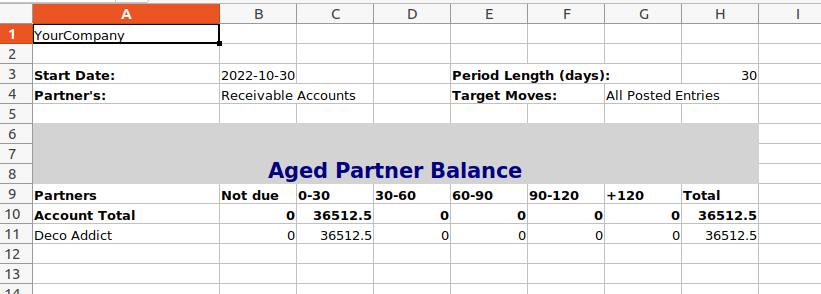 A B C D E F G H I
1 YourCompany
2
3 Start Date: 2022-10-30 Period Length (days): 30
4 Partner's: Receivable Accounts Target Moves: All Posted Entries
5
6
7
8 Aged Partner Balance
9 Partners Not due 0-30 30-60 60-90 90-120 +120 Total
10 Account Total 0 36512.5 0 0 0 0 36512.5
11 Deco Addict 0 36512.5 0 0 0 0 36512.5
12
13
14